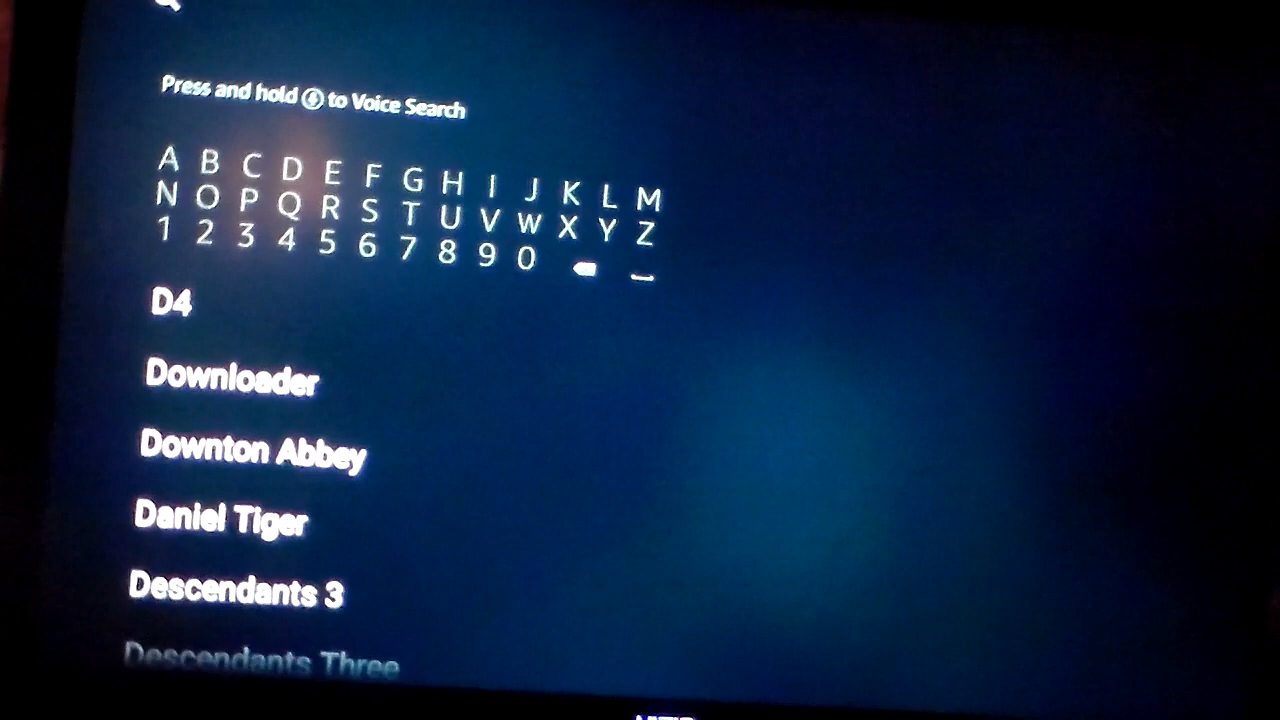 Press and hold to Voice Search
A B C D E F G H I J K L M
N O P Q R S T U V W X Y Z
1 2 3 4 5 6 7 8 9 0
D4
Downloader
Downton Abbey
Daniel Tiger
Descendants 3
Descendants Three